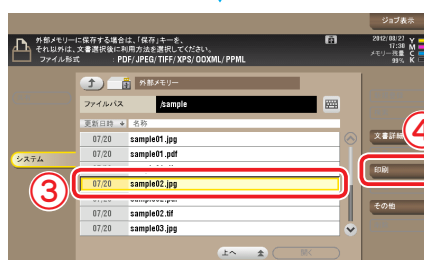 ジョブ表示
外部メモリーに保存する場合は、「保存」キーを、
それ以外は、文書選択後に利用方法を選択してください。
ファイル形式 : PDF/JPEG/TIFF/XPS/OOXML/PPML
2012/08/27
17:30
メモリー残量
99%
Y
M
C
K
外部メモリー
ファイルパス /sample
更新日時 名称
07/20 sample01.jpg
07/20 sample01.pdf
07/20 sample02.jpg
07/20 sample02.tif
07/20 sample03.jpg
システム
文書詳細
印刷
その他
上へ
開く
③
④